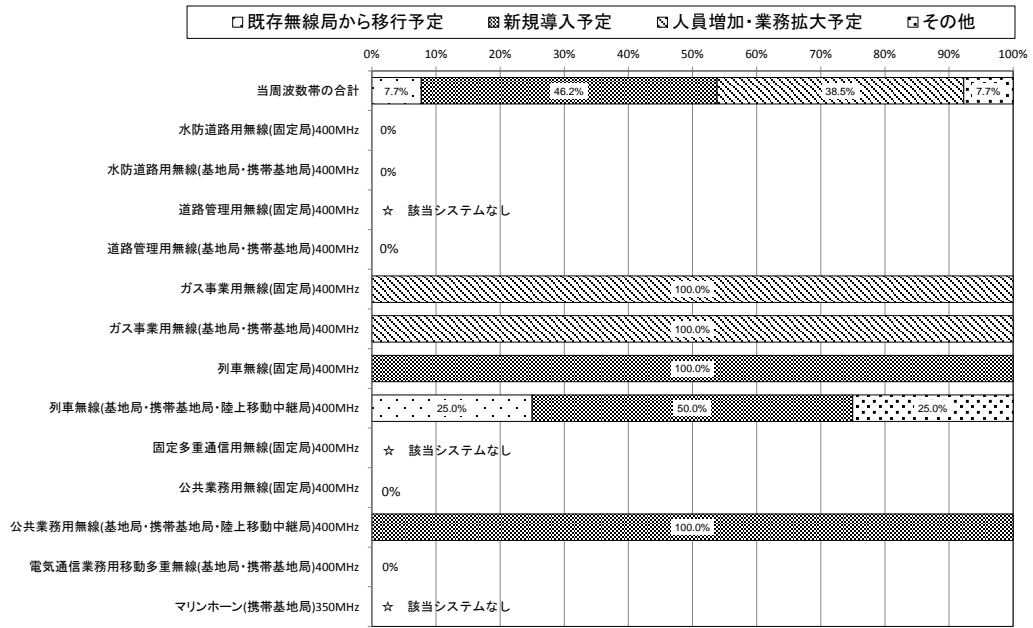 既存無線局から移行予定 新規導入予定 人員増加・業務拡大予定 その他
0% 10% 20% 30% 40% 50% 60% 70% 80% 90% 100%
当周波数帯の合計 7.7% 46.2% 38.5% 7.7%
水防道路用無線(固定局)400MHz 0%
水防道路用無線(基地局・携帯基地局)400MHz 0%
道路管理用無線(固定局)400MHz ☆ 該当システムなし
道路管理用無線(基地局・携帯基地局)400MHz 0%
ガス事業用無線(固定局)400MHz 100.0%
ガス事業用無線(基地局・携帯基地局)400MHz 100.0%
列車無線(固定局)400MHz 100.0%
列車無線(基地局・携帯基地局・陸上移動中継局)400MHz 25.0% 50.0% 25.0%
固定多重通信用無線(固定局)400MHz ☆ 該当システムなし
公共業務用無線(固定局)400MHz 0%
公共業務用無線(基地局・携帯基地局・陸上移動中継局)400MHz 100.0%
電気通信業務用移動多重無線(基地局・携帯基地局)400MHz 0%
マリンホーン(携帯基地局)350MHz ☆ 該当システムなし